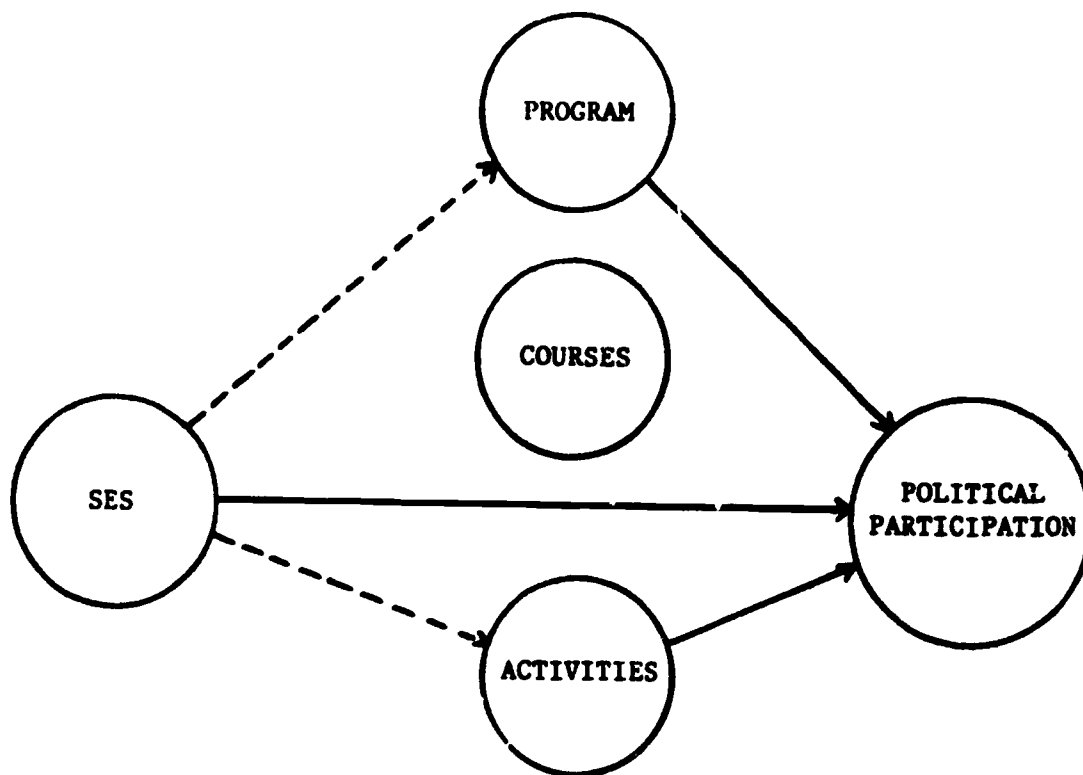 PROGRAM
COURSES
SES
POLITICAL
PARTICIPATION
ACTIVITIES